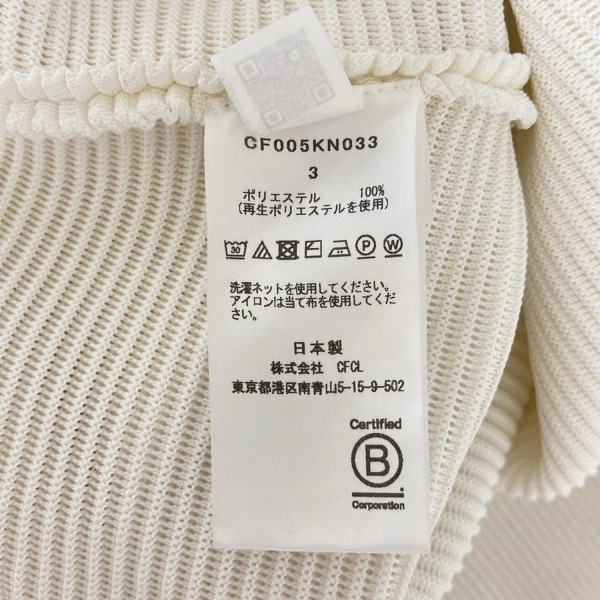 CF005KN033
3
ポリエステル 100%
(再生ポリエステルを使用)
30 P W
洗濯ネットを使用してください。
アイロンは当て布を使用してくだ
さい。
日本製
株式会社 CFCL
東京都港区南青山5-15-9-502
Certified
B
Corporation